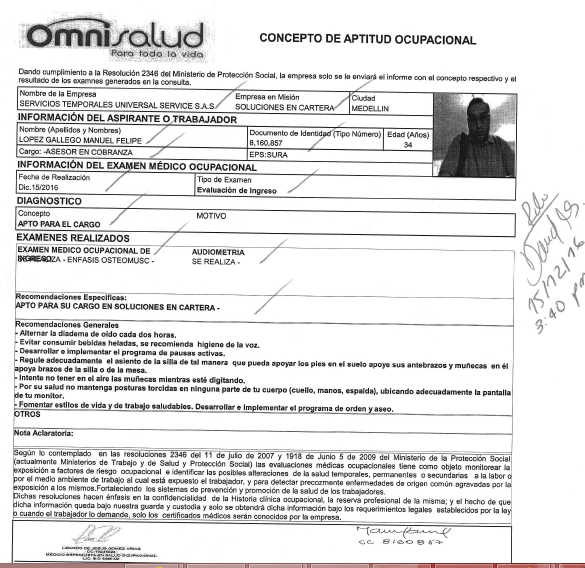 Omnisalud
Para toda la vida
CONCEPTO DE APTITUD OCUPACIONAL
Dando cumplimiento a la Resolución 2346 del Ministerio de Protección Social, la empresa solo se le enviará el informe con el concepto respectivo y el
resultado de los examnes generados en la consulta.
Nombre de la Empresa
SERVICIOS TEMPORALES UNIVERSAL SERVICE S.A.S
Empresa en Misión
SOLUCIONES EN CARTERA
Ciudad
MEDELLIN
INFORMACIÓN DEL ASPIRANTE O TRABAJADOR
Nombre (Apellidos y Nombres)
LOPEZ GALLEGO MANUEL FELIPE
Documento de Identidad (Tipo Número)
8,160,857
Edad (Años)
34
Cargo: -ASESOR EN COBRANZA
EPS:SURA
INFORMACIÓN DEL EXAMEN MÉDICO OCUPACIONAL
Fecha de Realización
Dic.15/2016
Tipo de Examen
Evaluación de Ingreso
DIAGNOSTICO
Concepto
APTO PARA EL CARGO
MOTIVO
EXAMENES REALIZADOS
EXAMEN MEDICO OCUPACIONAL DE
INGRESO
SE REALIZA - ENFASIS OSTEOMUSC -
AUDIOMETRIA
SE REALIZA -
Recomendaciones Específicas:
APTO PARA SU CARGO EN SOLUCIONES EN CARTERA -
Recomendaciones Generales
- Alternar la diadema de oído cada dos horas.
- Evitar consumir bebidas heladas, se recomienda higiene de la voz.
- Desarrollar e implementar el programa de pausas activas.
- Regule adecuadamente el asiento de la silla de tal manera que pueda apoyar los pies en el suelo apoye sus antebrazos y muñecas en él
apoya brazos de la silla o de la mesa.
- Intente no tener en el aire las muñecas mientras esté digitando.
- Por su salud no mantenga posturas torcidas en ninguna parte de tu cuerpo (cuello, manos, espalda), ubicando adecuadamente la pantalla
de tu monitor.
- Fomentar estilos de vida y de trabajo saludables. Desarrollar e Implementar el programa de orden y aseo.
OTROS
Nota Aclaratoria:
Según lo contemplado en las resoluciones 2346 del 11 de julio de 2007 y 1918 de Junio 5 de 2009 del Ministerio de la Protección Social
(actualmente Ministerios de Trabajo y de Salud y Protección Social) las evaluaciones médicas ocupacionales tiene como objeto monitorear la
exposición a factores de riesgo ocupacional e identificar las posibles alteraciones de la salud temporales, permanentes o secundarias a la labor o
por el medio ambiente de trabajo al cual está expuesto el trabajador, y para detectar precozmente enfermedades de origen común agravadas por la
exposición a los mismos.Fortaleciendo los sistemas de prevención y promoción de la salud de los trabajadores.
Dichas resoluciones hacen énfasis en la confidencialidad de la Historia clínica ocupacional, la reserva profesional de la misma; y el hecho de que
dicha información queda bajo nuestra guarda y custodia y solo se obtendrá dicha información bajo los requerimientos legales establecidos por la ley
o cuando el trabajador lo demande, solo los certificados médicos serán conocidos por la empresa.
15/12/16
3:40 pm
LIBARDO DE JESUS GOMEZ ARIAS
MEDICO ESPECIALISTA EN SALUD OCUPACIONAL
CC 8160857